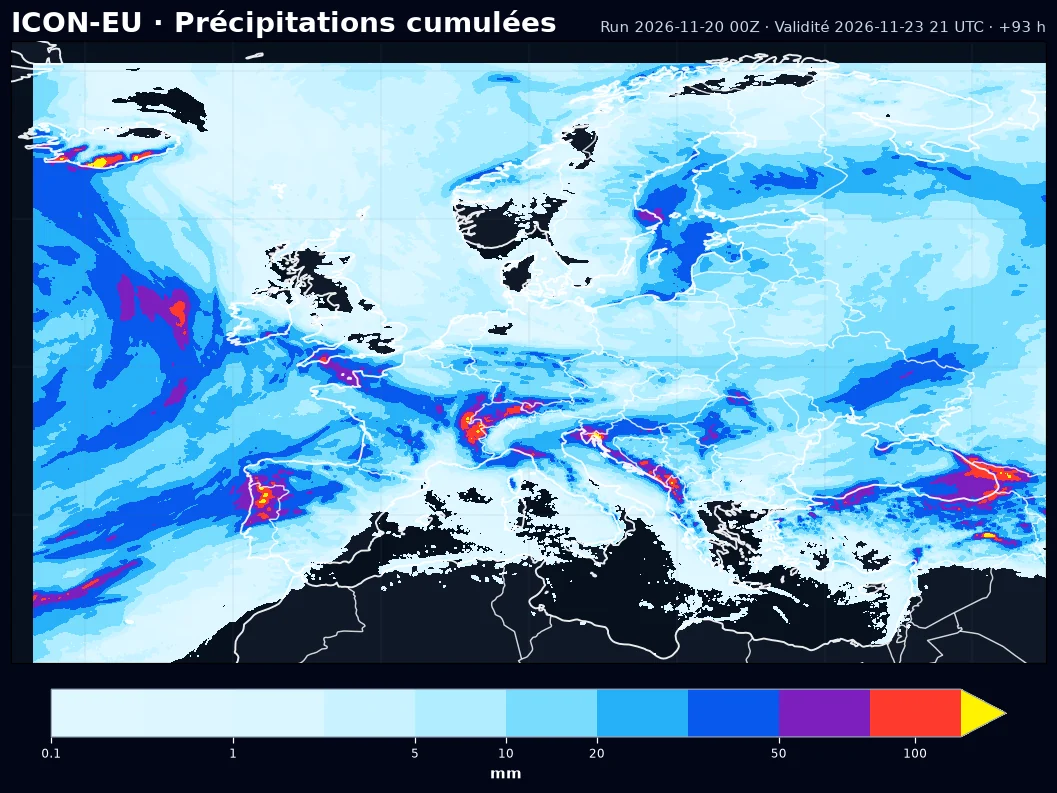 ICON-EU · Précipitations cumulées
Run 2026-11-20 00Z · Validité 2026-11-23 21 UTC · +93 h
0.1 1 5 10 20 50 100
mm